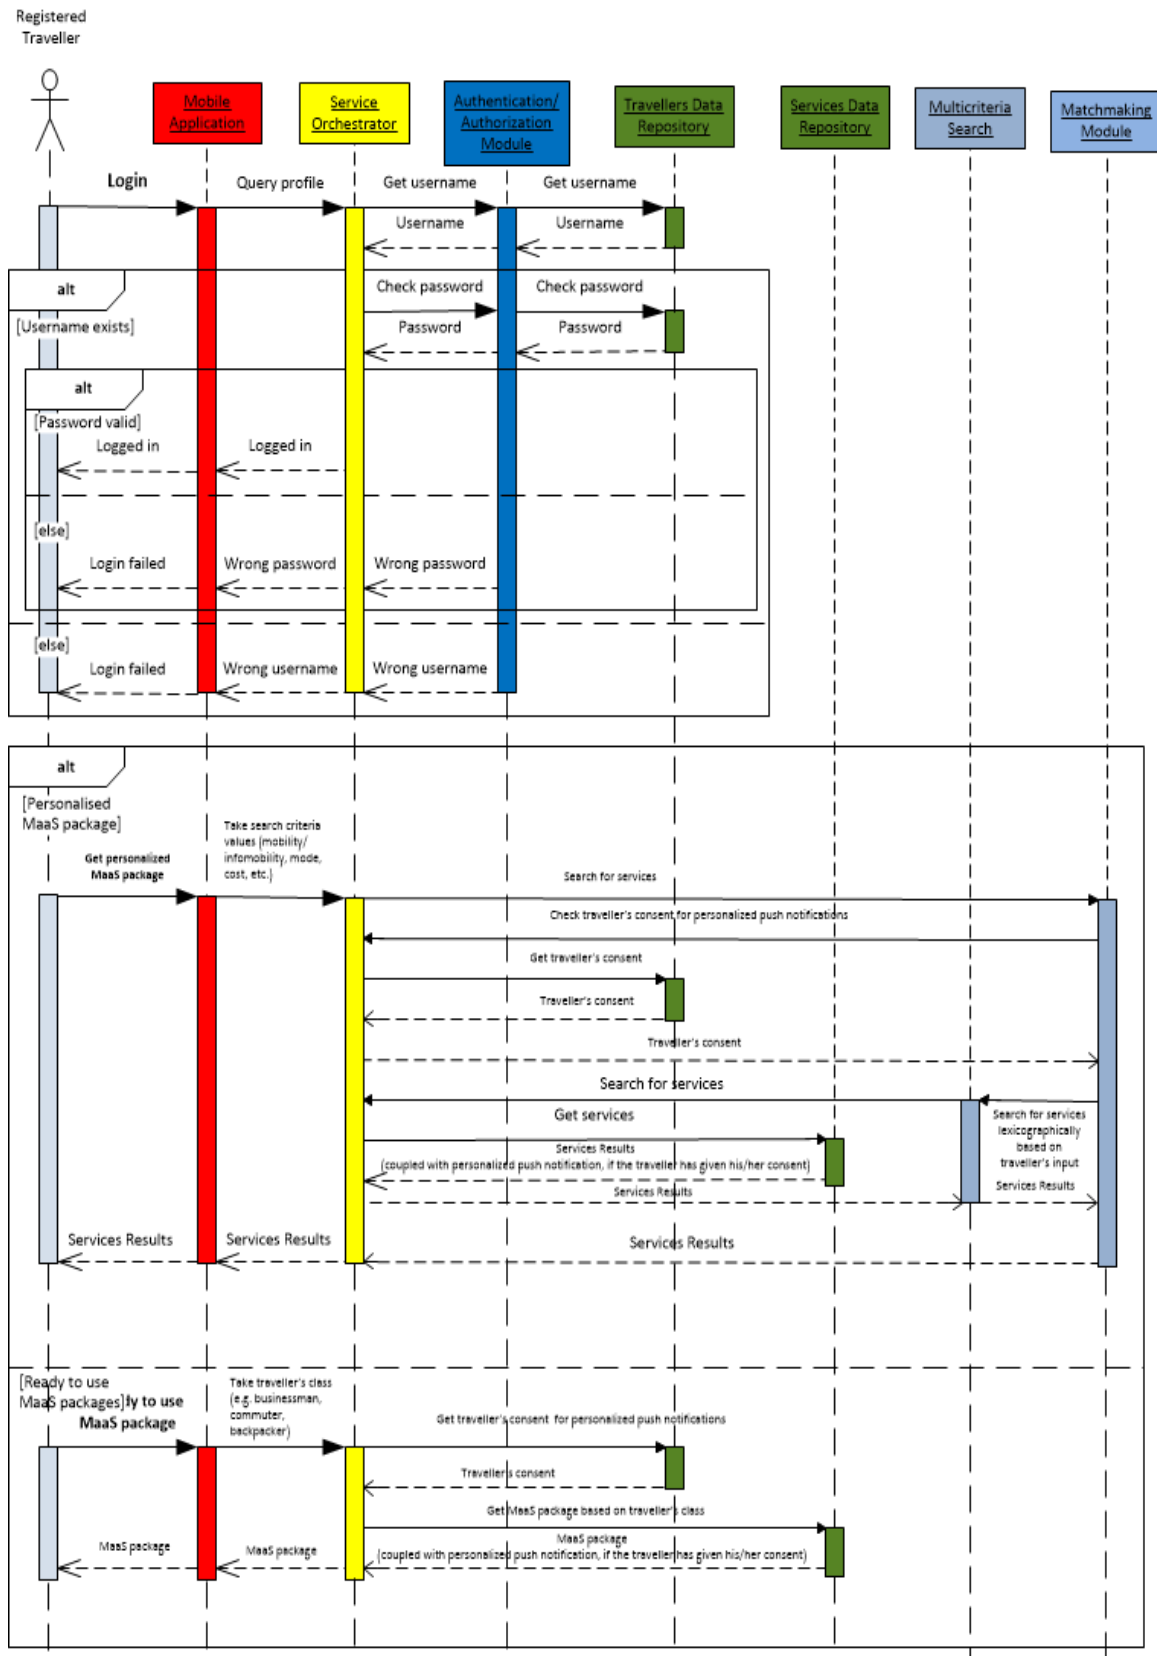 Registered
Traveller
Mobile
Application
Service
Orchestrator
Authentication/
Authorization
Module
Travellers Data
Repository
Services Data
Repository
Multicriteria
Search
Matchmaking
Module
Login
Query profile
Get username
Get username
Username
Username
alt
[Username exists]
Check password
Check password
Password
Password
alt
[Password valid]
Logged in
Logged in
[else]
Login failed
Wrong password
Wrong password
[else]
Login failed
Wrong username
Wrong username
alt
[Personalised
MaaS package]
Get personalized
MaaS package
Take search criteria
values (mobility/
infomobility, mode,
cost, etc.)
Search for services
Check traveller's consent for personalized push notifications
Get traveller's consent
Traveller's consent
Traveller's consent
Search for services
Search for services
lexicographically
based on
traveller's input
Get services
Services Results
(coupled with personalized push notification, if the traveller has given his/her consent)
Services Results
Services Results
Services Results
Services Results
Services Results
[Ready to use
MaaS packages]
ly to use
MaaS package
Take traveller's class
(e.g. businessman,
commuter,
backpacker)
Get traveller's consent for personalized push notifications
Traveller's consent
Get MaaS package based on traveller's class
MaaS package
(coupled with personalized push notification, if the traveller has given his/her consent)
MaaS package
MaaS package